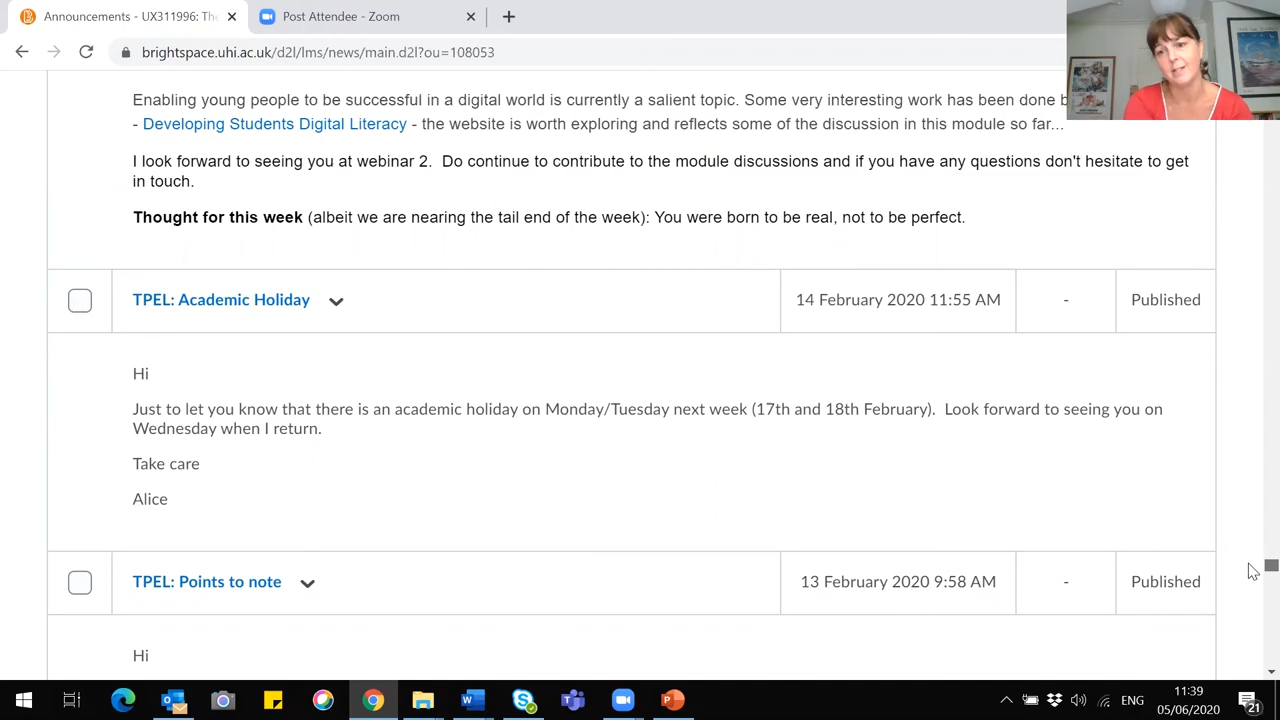 Announcements - UX311996: The
Post Attendee - Zoom
brightspace.uhi.ac.uk/d2l/lms/news/main.d2l?ou=108053
Enabling young people to be successful in a digital world is currently a salient topic. Some very interesting work has been done b
- Developing Students Digital Literacy - the website is worth exploring and reflects some of the discussion in this module so far...
I look forward to seeing you at webinar 2. Do continue to contribute to the module discussions and if you have any questions don't hesitate to get
in touch.
Thought for this week (albeit we are nearing the tail end of the week): You were born to be real, not to be perfect.
TPEL: Academic Holiday 14 February 2020 11:55 AM - Published
Hi
Just to let you know that there is an academic holiday on Monday/Tuesday next week (17th and 18th February). Look forward to seeing you on
Wednesday when I return.
Take care
Alice
TPEL: Points to note 13 February 2020 9:58 AM - Published
Hi
ENG
11:39
05/06/2020
21